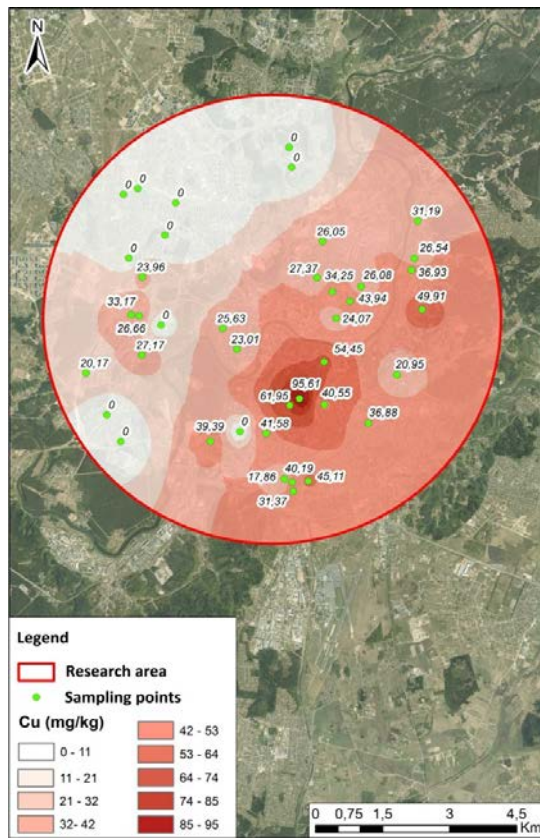 N
0
0
0
0
0
0
0
31,19
26,05
26,54
23,96
27,37
34,25
26,08
36,93
43,94
49,91
33,17
26,66
0
25,63
24,07
27,17
23,01
54,45
20,17
20,95
95,61
61,95
40,55
0
0
39,39
0
41,58
36,88
17,86
40,19
45,11
31,37
Legend
Research area
Sampling points
Cu (mg/kg)
0 - 11
11 - 21
21 - 32
32- 42
42 - 53
53 - 64
64 - 74
74 - 85
85 - 95
0 0,75 1,5 3 4,5
Km